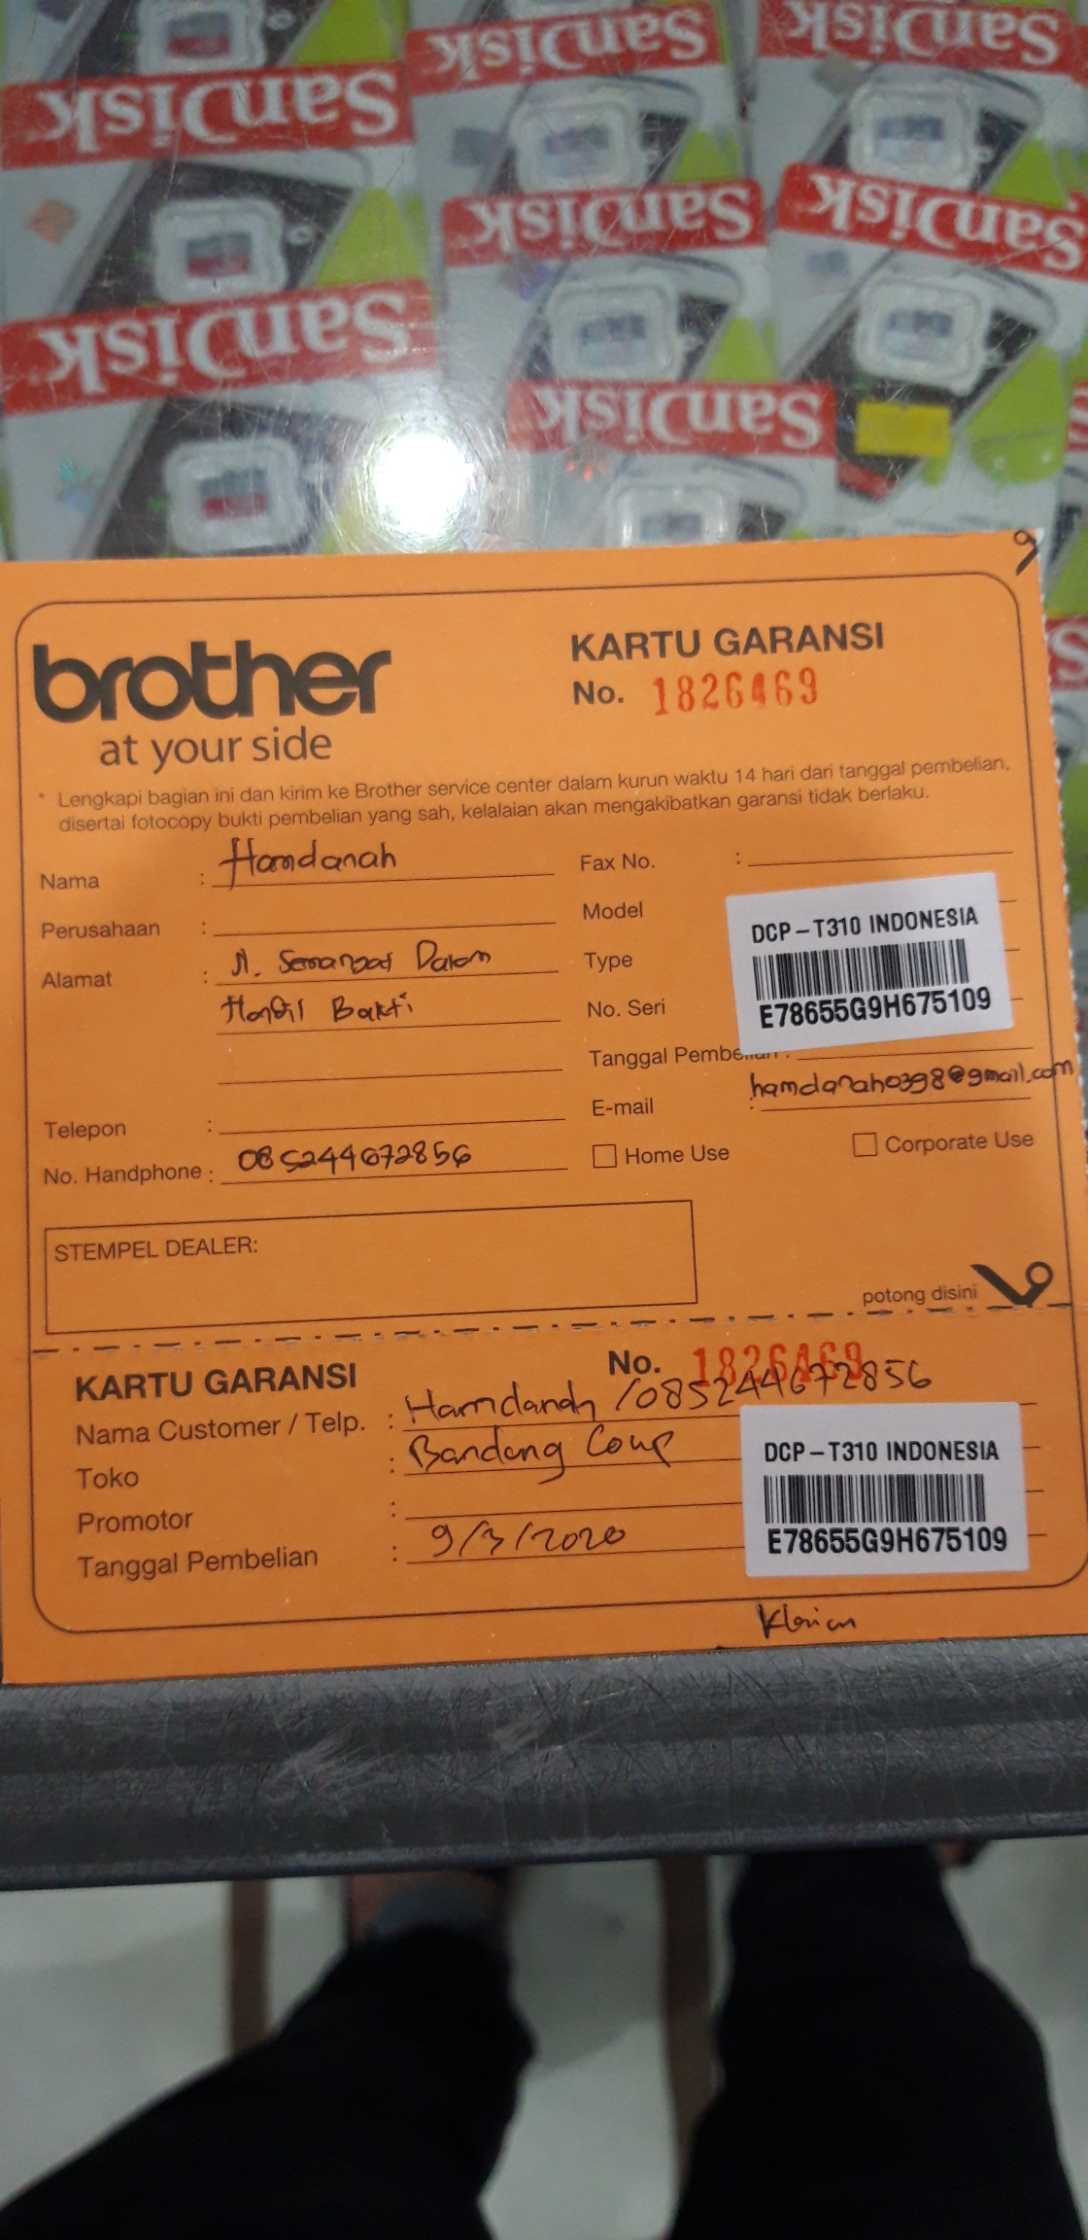 SanDisk SanDisk SanDisk
SanDisk SanDisk
SanDisk SanDisk
brother
at your side
KARTU GARANSI
No. 1826469
* Lengkapi bagian ini dan kirim ke Brother service center dalam kurun waktu 14 hari dari tanggal pembelian,
disertai fotocopy bukti pembelian yang sah, kelalaian akan mengakibatkan garansi tidak berlaku.
Nama : Hamdanah
Perusahaan :
Alamat : Jl. Semangat Dalam
Handil Bakti
Telepon :
No. Handphone : 085244672856
Fax No. :
Model
Type
No. Seri
DCP-T310 INDONESIA
E78655G9H675109
Tanggal Pembelian :
E-mail : hamdanah0398@gmail.com
Home Use
Corporate Use
STEMPEL DEALER:
potong disini
KARTU GARANSI
No. 1826469
Nama Customer / Telp. : Hamdanah / 085244672856
Toko : Bandung Comp
Promotor :
Tanggal Pembelian : 9/3/2020
DCP-T310 INDONESIA
E78655G9H675109